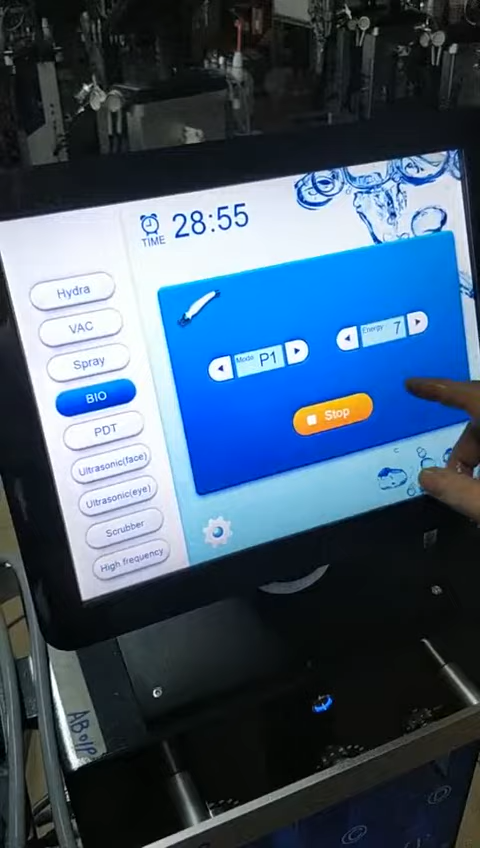 28:55
TIME
Hydra
VAC
Spray
BIO
PDT
Ultrasonic(face)
Ultrasonic(eye)
Scrubber
High frequency
Mode P1
Energy 7
Stop